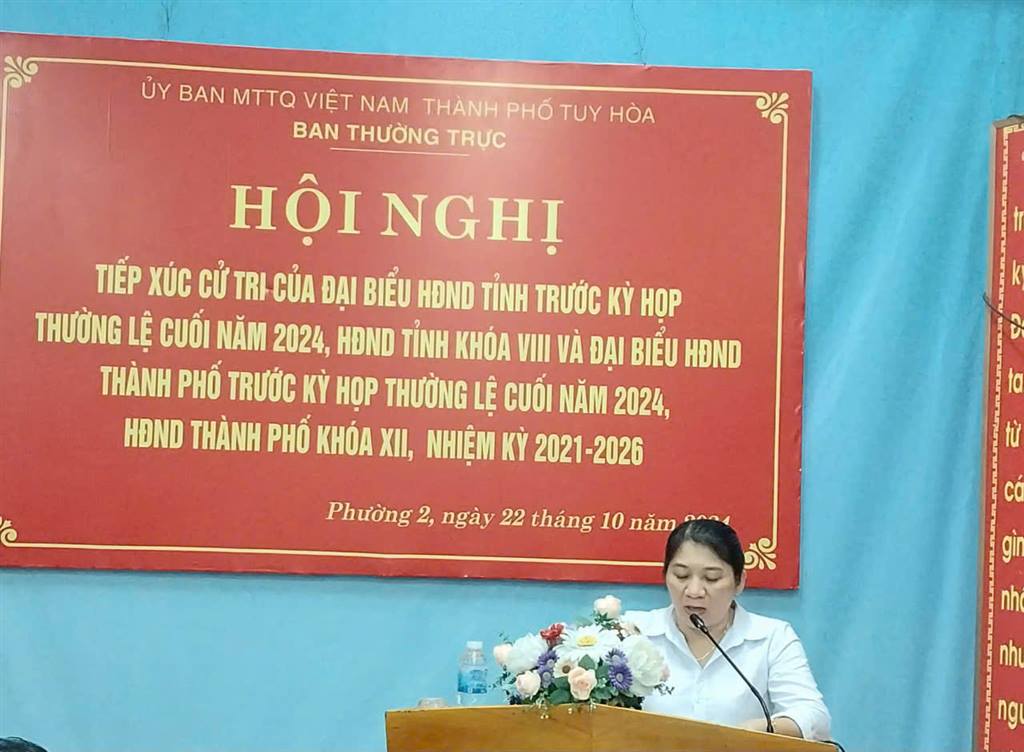 ỦY BAN MTTQ VIỆT NAM THÀNH PHỐ TUY HÒA
BAN THƯỜNG TRỰC
HỘI NGHỊ
TIẾP XÚC CỬ TRI CỦA ĐẠI BIỂU HĐND TỈNH TRƯỚC KỲ HỌP
THƯỜNG LỆ CUỐI NĂM 2024, HĐND TỈNH KHÓA VIII VÀ ĐẠI BIỂU HĐND
THÀNH PHỐ TRƯỚC KỲ HỌP THƯỜNG LỆ CUỐI NĂM 2024,
HĐND THÀNH PHỐ KHÓA XII, NHIỆM KỲ 2021-2026
Phường 2, ngày 22 tháng 10 năm 2024
từ